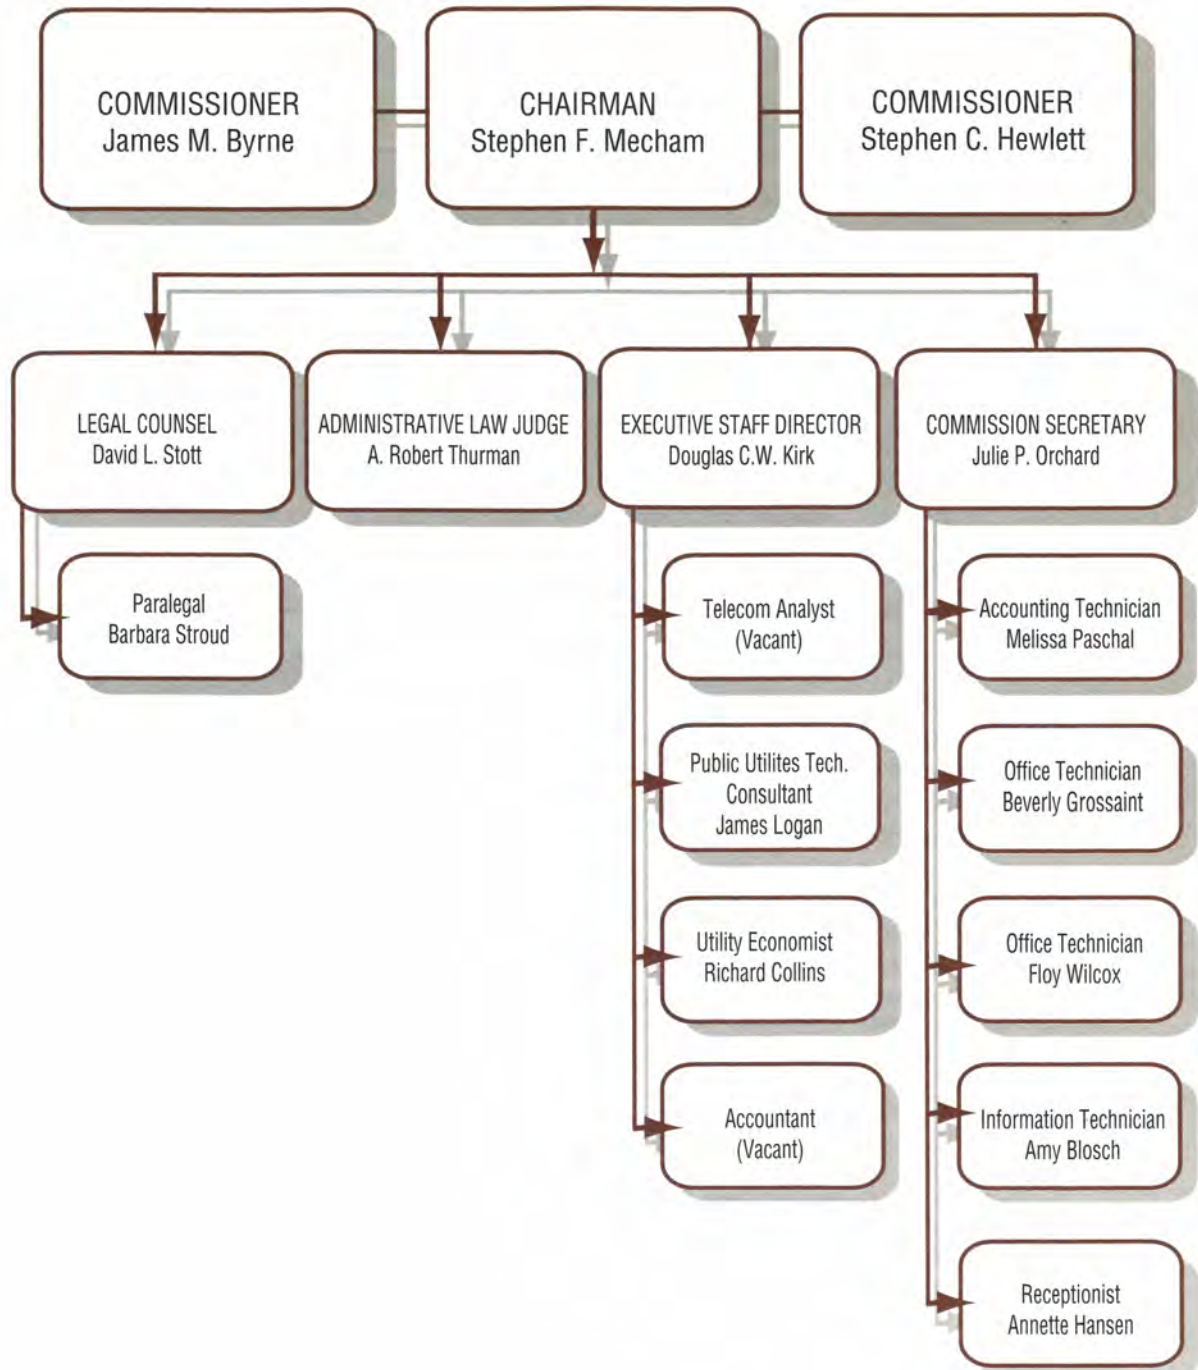 COMMISSIONER
James M. Byrne
CHAIRMAN
Stephen F. Mecham
COMMISSIONER
Stephen C. Hewlett
LEGAL COUNSEL
David L. Stott
ADMINISTRATIVE LAW JUDGE
A. Robert Thurman
EXECUTIVE STAFF DIRECTOR
Douglas C.W. Kirk
COMMISSION SECRETARY
Julie P. Orchard
Paralegal
Barbara Stroud
Telecom Analyst
(Vacant)
Public Utilites Tech.
Consultant
James Logan
Utility Economist
Richard Collins
Accountant
(Vacant)
Accounting Technician
Melissa Paschal
Office Technician
Beverly Grossaint
Office Technician
Floy Wilcox
Information Technician
Amy Blosch
Receptionist
Annette Hansen